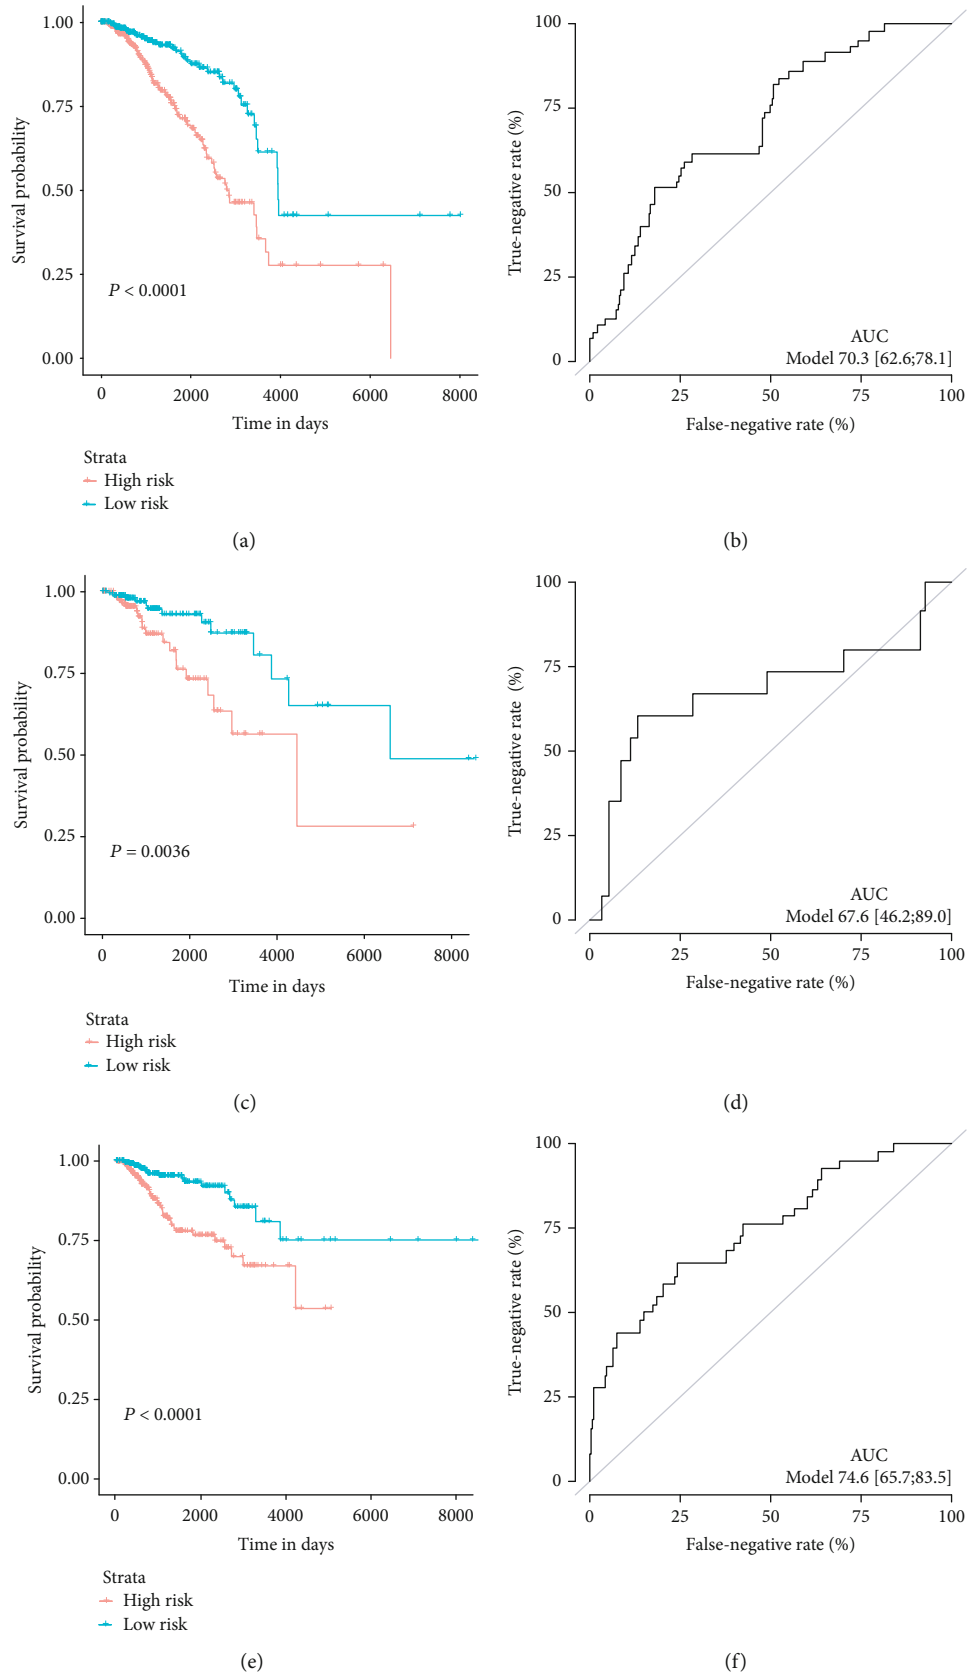 1.00
0.75
0.50
0.25
0.00
Survival probability
P < 0.0001
0 2000 4000 6000 8000
Time in days
Strata
High risk
Low risk
(a)
100
75
50
25
0
True-negative rate (%)
AUC
Model 70.3 [62.6;78.1]
0 25 50 75 100
False-negative rate (%)
(b)
1.00
0.75
0.50
0.25
0.00
Survival probability
P = 0.0036
0 2000 4000 6000 8000
Time in days
Strata
High risk
Low risk
(c)
100
75
50
25
0
True-negative rate (%)
AUC
Model 67.6 [46.2;89.0]
0 25 50 75 100
False-negative rate (%)
(d)
1.00
0.75
0.50
0.25
0.00
Survival probability
P < 0.0001
0 2000 4000 6000 8000
Time in days
Strata
High risk
Low risk
(e)
100
75
50
25
0
True-negative rate (%)
AUC
Model 74.6 [65.7;83.5]
0 25 50 75 100
False-negative rate (%)
(f)